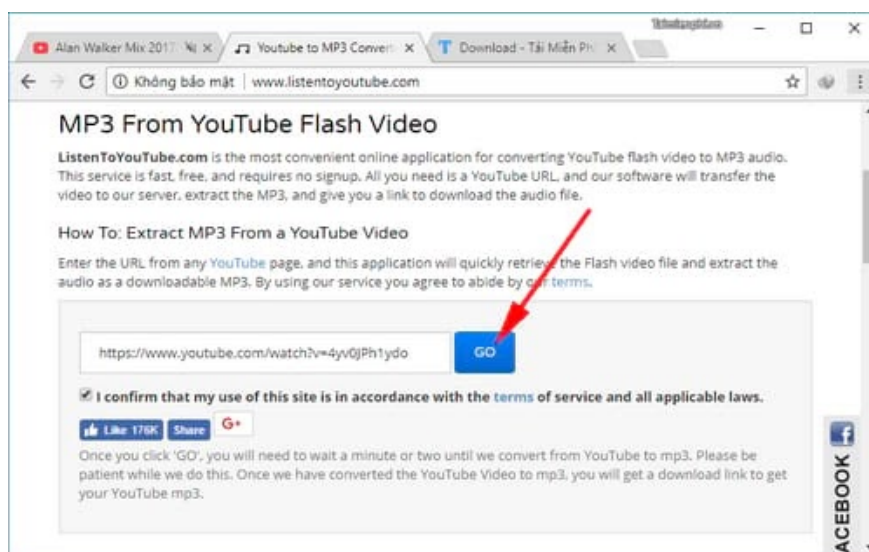 Alan Walker Mix 2017
Youtube to MP3 Conver
Download - Tải Miễn Ph
Không bảo mật | www.listentoyoutube.com
MP3 From YouTube Flash Video
ListenToYouTube.com is the most convenient online application for converting YouTube flash video to MP3 audio.
This service is fast, free, and requires no signup. All you need is a YouTube URL, and our software will transfer the
video to our server, extract the MP3, and give you a link to download the audio file.
How To: Extract MP3 From a YouTube Video
Enter the URL from any YouTube page, and this application will quickly retrieve the Flash video file and extract the
audio as a downloadable MP3. By using our service you agree to abide by our terms.
https://www.youtube.com/watch?v=4yv0JPh1ydo
GO
I confirm that my use of this site is in accordance with the terms of service and all applicable laws.
Like 176K Share G+
Once you click 'GO', you will need to wait a minute or two until we convert from YouTube to mp3. Please be
patient while we do this. Once we have converted the YouTube Video to mp3, you will get a download link to get
your YouTube mp3.
f
ACEBOOK